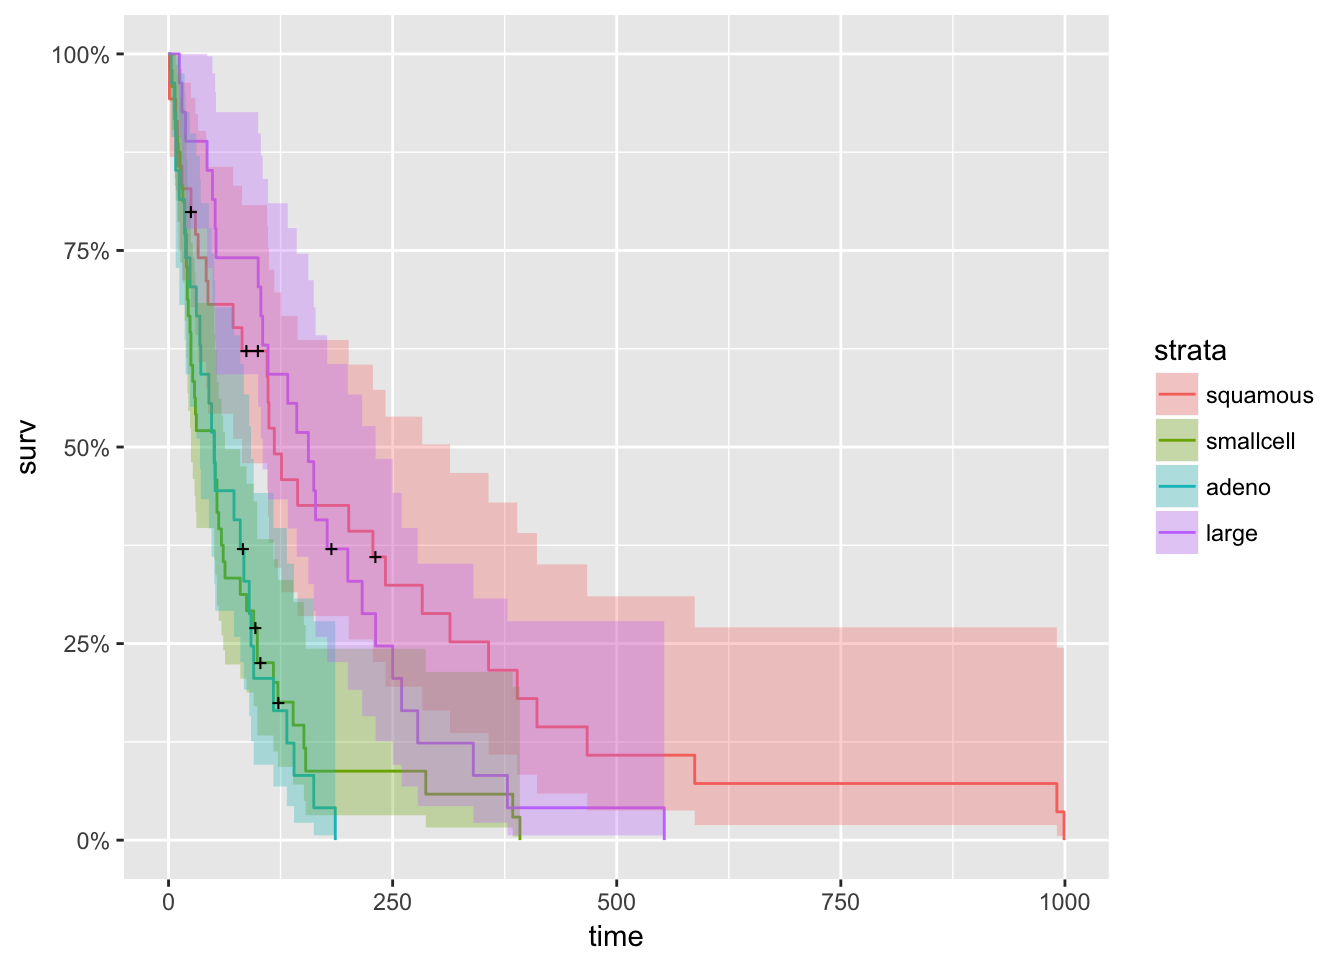 100%
75%
50%
25%
0%
surv
0 250 500 750 1000
time
strata
squamous
smallcell
adeno
large